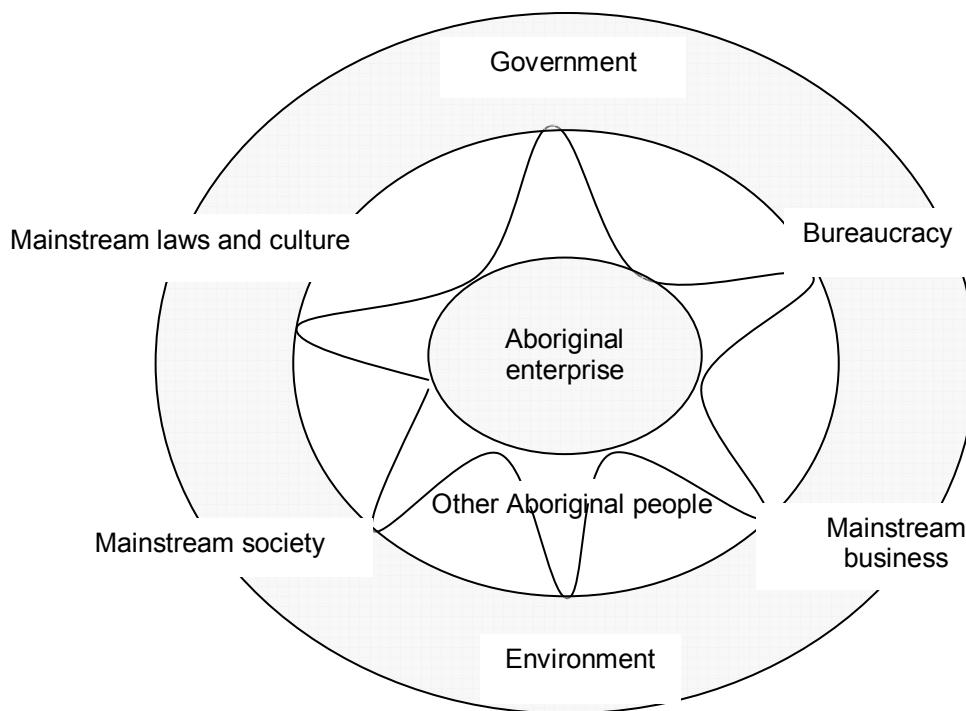 Government
Mainstream laws and culture
Bureaucracy
Aboriginal
enterprise
Other Aboriginal people
Mainstream society
Mainstream
business
Environment